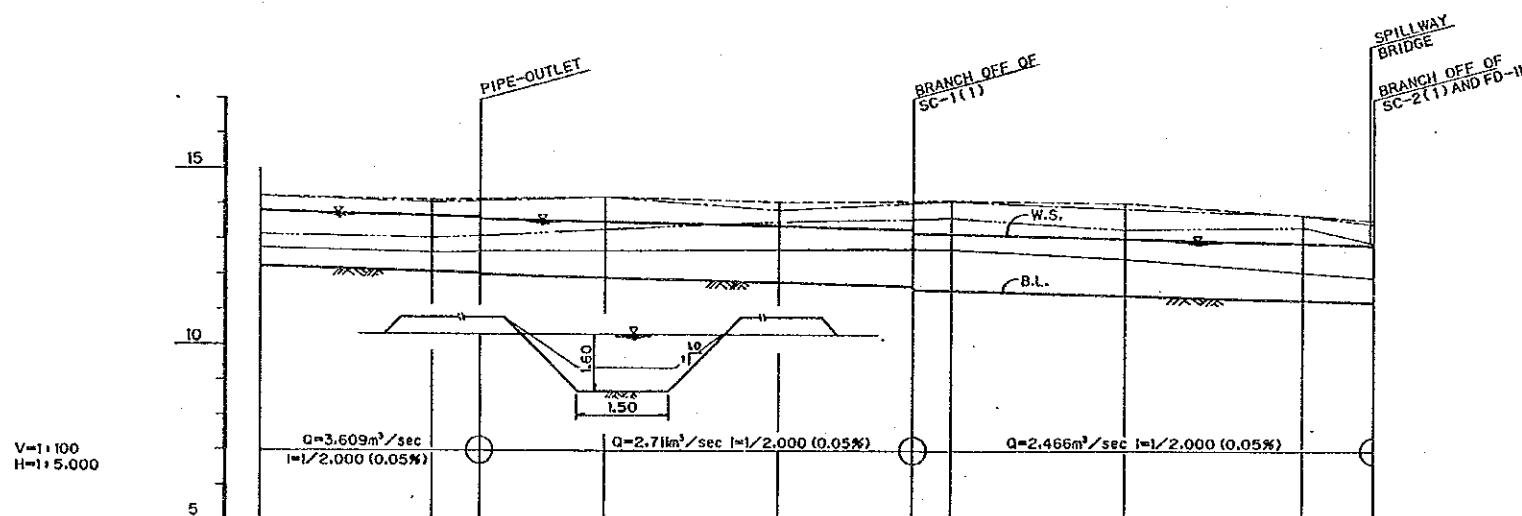 SPILLWAY
BRIDGE
PIPE-OUTLET
BRANCH OFF OF
SC-1(1)
BRANCH OFF OF
SC-2(1) AND FD-1
15
W.S.
B.L.
10
1.60
1.0
1
1.50
V=1:100
H=1:5.000
Q=3.609m³/sec
I=1/2.000 (0.05%)
Q=2.711m³/sec I=1/2.000 (0.05%)
Q=2.466m³/sec I=1/2.000 (0.05%)
5